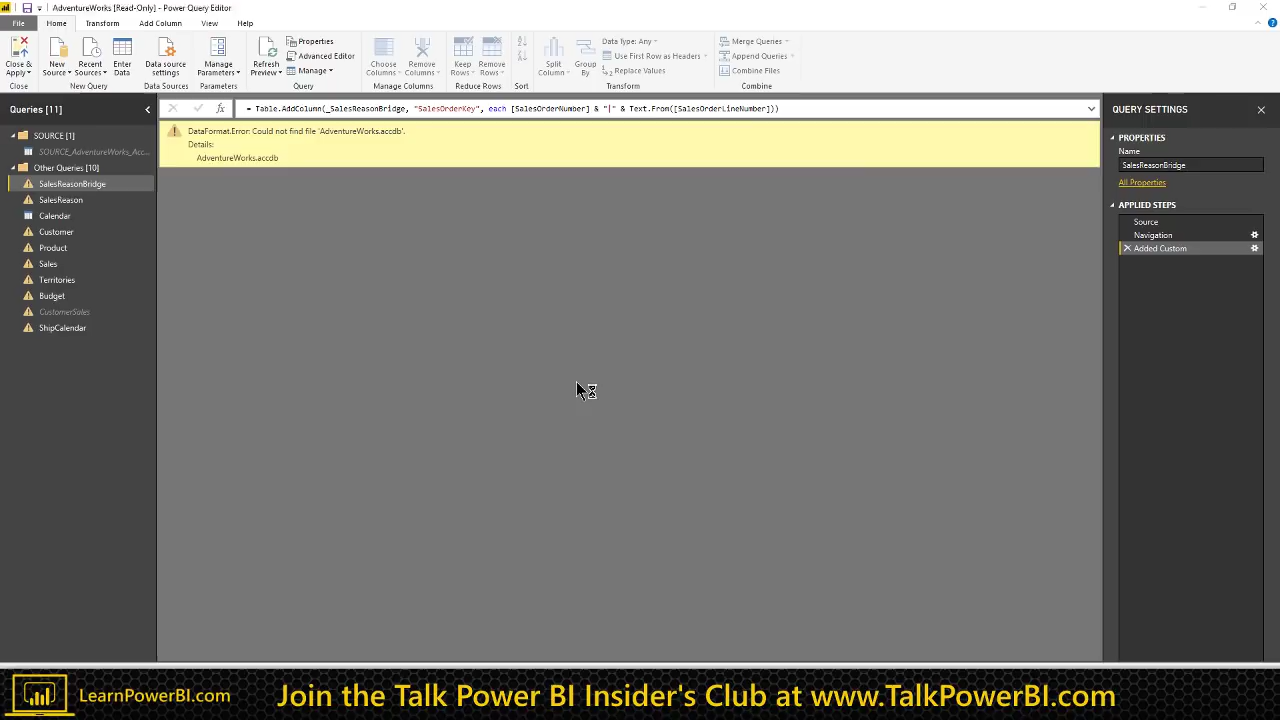 AdventureWorks [Read-Only] - Power Query Editor
File
Home
Transform
Add Column
View
Help
Close &
Apply
New
Source
Recent
Sources
Enter
Data
Data source
settings
Manage
Parameters
Refresh
Preview
Properties
Advanced Editor
Manage
Choose
Columns
Remove
Columns
Keep
Rows
Remove
Rows
Split
Column
Group
By
Data Type: Any
Use First Row as Headers
Replace Values
Merge Queries
Append Queries
Combine Files
Close
New Query
Data Sources
Parameters
Query
Manage Columns
Reduce Rows
Sort
Transform
Combine
Queries [11]
SOURCE [1]
SOURCE_AdventureWorks_Acc...
Other Queries [10]
SalesReasonBridge
SalesReason
Calendar
Customer
Product
Sales
Territories
Budget
CustomerSales
ShipCalendar
= Table.AddColumn(_SalesReasonBridge, "SalesOrderKey", each [SalesOrderNumber] & "|" & Text.From([SalesOrderLineNumber]))
DataFormat.Error: Could not find file 'AdventureWorks.accdb'.
Details:
AdventureWorks.accdb
QUERY SETTINGS
PROPERTIES
Name
SalesReasonBridge
All Properties
APPLIED STEPS
Source
Navigation
Added Custom
LearnPowerBI.com
Join the Talk Power BI Insider's Club at www.TalkPowerBI.com